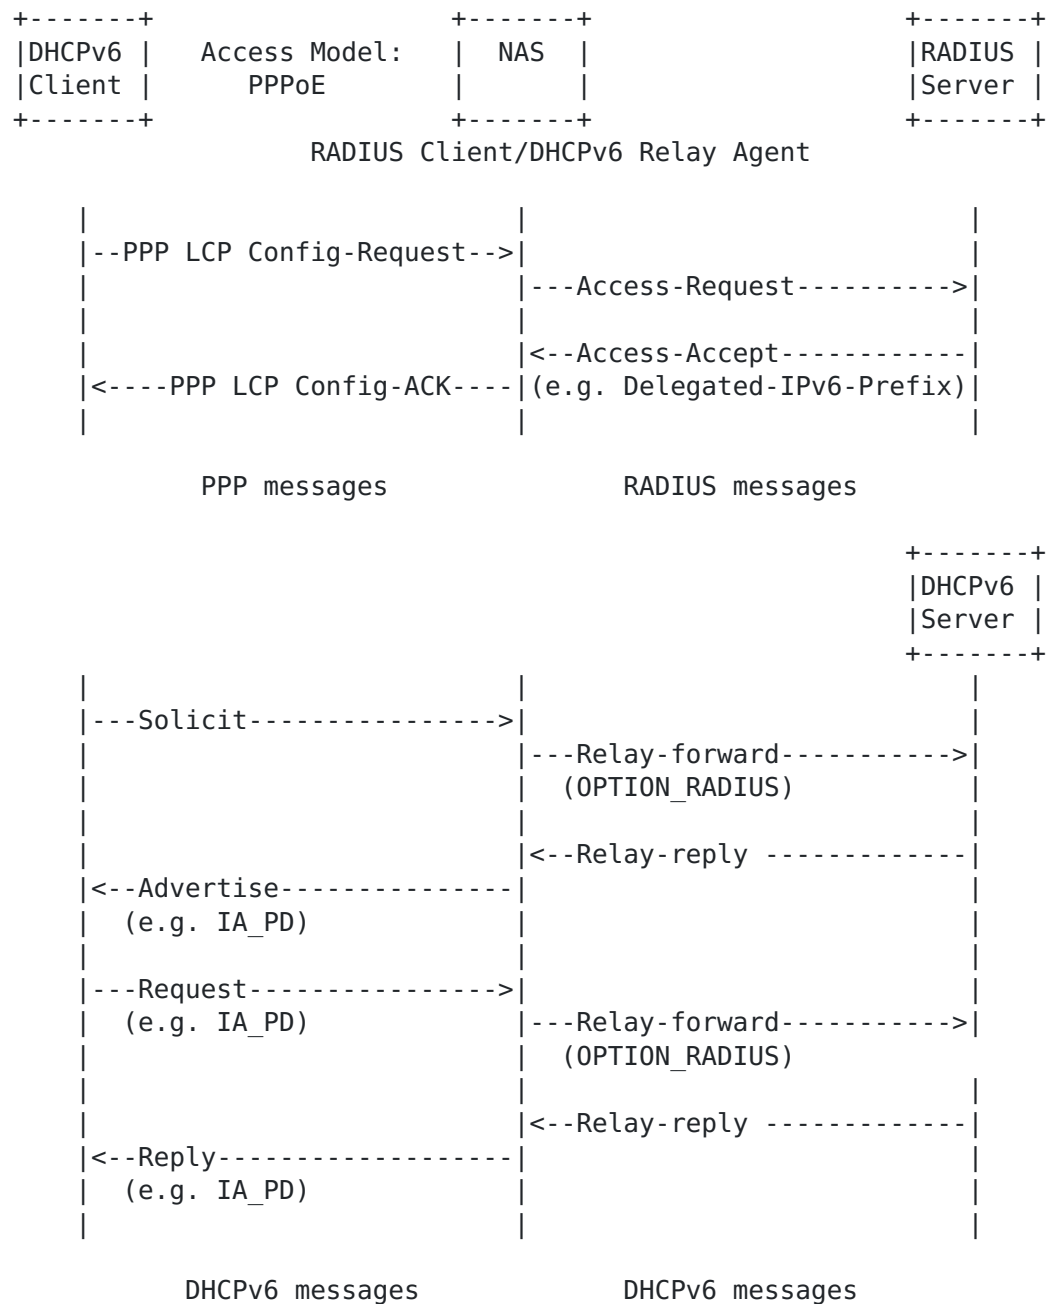 +-------+                   +-------+                    +-------+
|DHCPv6 |   Access Model:   |  NAS  |                    |RADIUS |
|Client |      PPPoE        |       |                    |Server |
+-------+                   +-------+                    +-------+
                   RADIUS Client/DHCPv6 Relay Agent

     |                           |                            |
     |--PPP LCP Config-Request-->|                            |
     |                           |---Access-Request---------->|
     |                           |                            |
     |                           |<--Access-Accept------------|
     |<----PPP LCP Config-ACK----|(e.g. Delegated-IPv6-Prefix)|
     |                           |                            |

            PPP messages               RADIUS messages

                                                         +-------+
                                                         |DHCPv6 |
                                                         |Server |
                                                         +-------+
     |                           |                            |
     |---Solicit---------------->|                            |
     |                           |---Relay-forward----------->|
     |                           |  (OPTION_RADIUS)           |
     |                           |                            |
     |                           |<--Relay-reply -------------|
     |<--Advertise---------------|                            |
     |  (e.g. IA_PD)             |                            |
     |                           |                            |
     |---Request---------------->|                            |
     |  (e.g. IA_PD)             |---Relay-forward----------->|
     |                           |  (OPTION_RADIUS)
     |                           |                            |
     |                           |<--Relay-reply -------------|
     |<--Reply-------------------|                            |
     |  (e.g. IA_PD)             |                            |
     |                           |                            |

           DHCPv6 messages             DHCPv6 messages